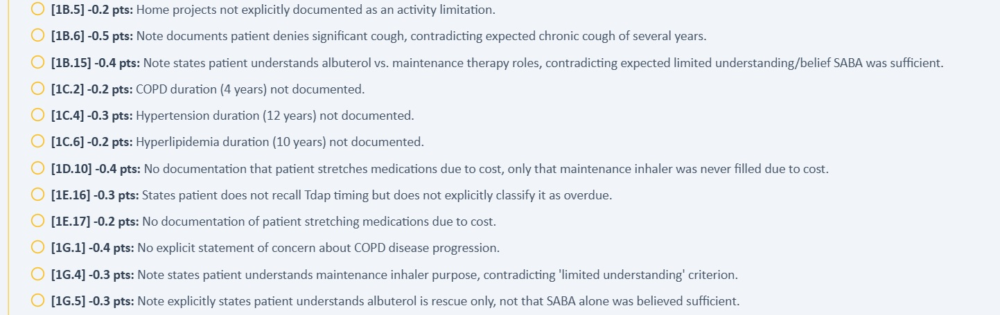 [1B.5] -0.2 pts: Home projects not explicitly documented as an activity limitation.
[1B.6] -0.5 pts: Note documents patient denies significant cough, contradicting expected chronic cough of several years.
[1B.15] -0.4 pts: Note states patient understands albuterol vs. maintenance therapy roles, contradicting expected limited understanding/belief SABA was sufficient.
[1C.2] -0.2 pts: COPD duration (4 years) not documented.
[1C.4] -0.3 pts: Hypertension duration (12 years) not documented.
[1C.6] -0.2 pts: Hyperlipidemia duration (10 years) not documented.
[1D.10] -0.4 pts: No documentation that patient stretches medications due to cost, only that maintenance inhaler was never filled due to cost.
[1E.16] -0.3 pts: States patient does not recall Tdap timing but does not explicitly classify it as overdue.
[1E.17] -0.2 pts: No documentation of patient stretching medications due to cost.
[1G.1] -0.4 pts: No explicit statement of concern about COPD disease progression.
[1G.4] -0.3 pts: Note states patient understands maintenance inhaler purpose, contradicting 'limited understanding' criterion.
[1G.5] -0.3 pts: Note explicitly states patient understands albuterol is rescue only, not that SABA alone was believed sufficient.